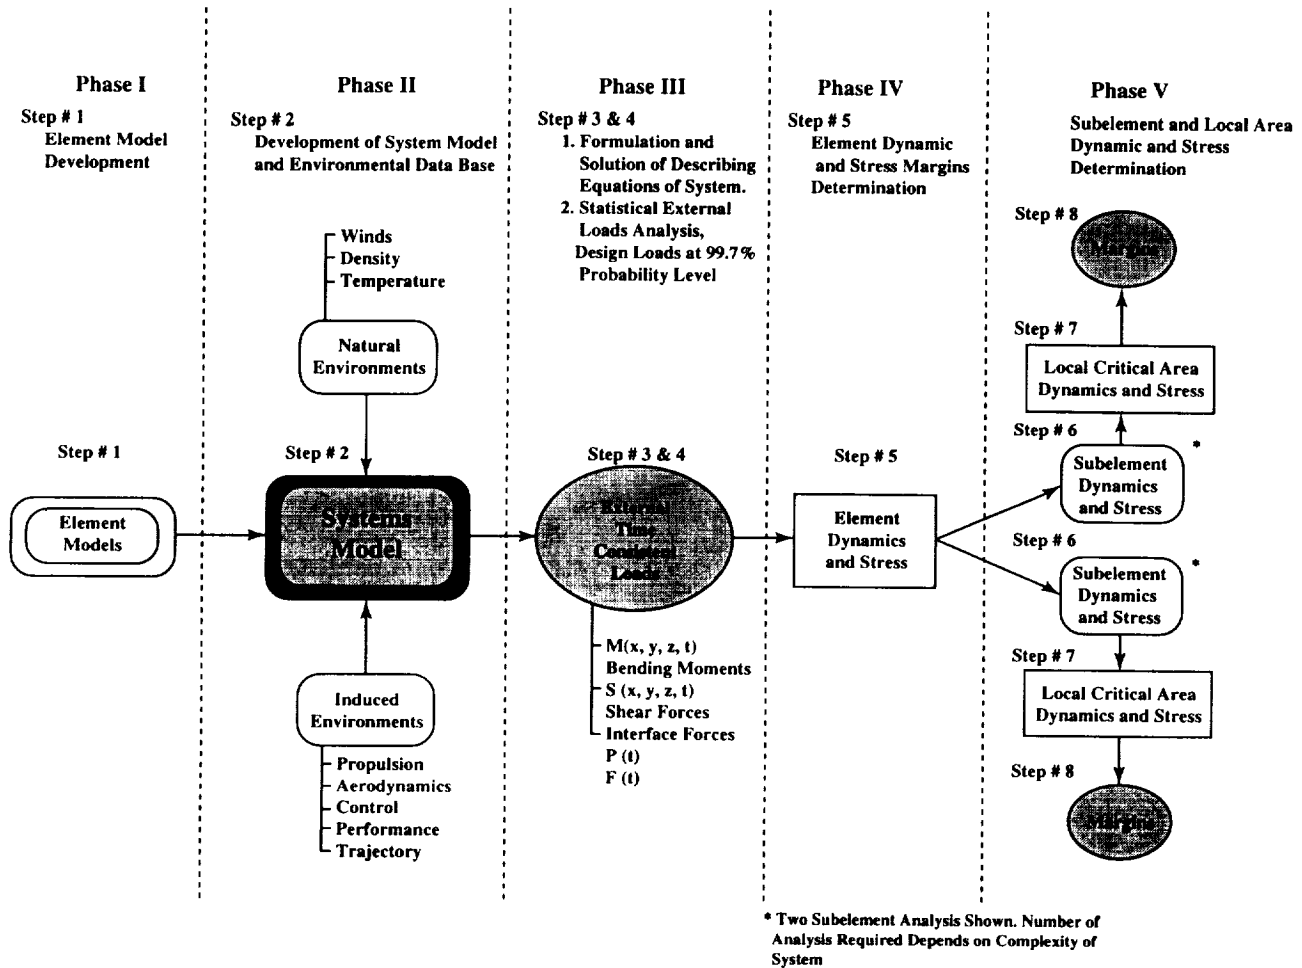 Phase I
Step # 1
Element Model
Development
Phase II
Step # 2
Development of System Model
and Environmental Data Base
Phase III
Step # 3 & 4
1. Formulation and
Solution of Describing
Equations of System.
2. Statistical External
Loads Analysis,
Design Loads at 99.7%
Probability Level
Phase IV
Step # 5
Element Dynamic
and Stress Margins
Determination
Phase V
Subelement and Local Area
Dynamic and Stress
Determination
Step # 1
Element
Models
Winds
Density
Temperature
Natural
Environments
Step # 2
Systems
Model
Induced
Environments
Propulsion
Aerodynamics
Control
Performance
Trajectory
Step # 3 & 4
External
Time
Consistent
Loads
M(x, y, z, t)
Bending Moments
S (x, y, z, t)
Shear Forces
Interface Forces
P (t)
F (t)
Step # 5
Element
Dynamics
and Stress
Step # 8
Margins
Step # 7
Local Critical Area
Dynamics and Stress
Step # 6
*
Subelement
Dynamics
and Stress
Step # 6
*
Subelement
Dynamics
and Stress
Step # 7
Local Critical Area
Dynamics and Stress
Step # 8
Margins
* Two Subelement Analysis Shown. Number of
Analysis Required Depends on Complexity of
System